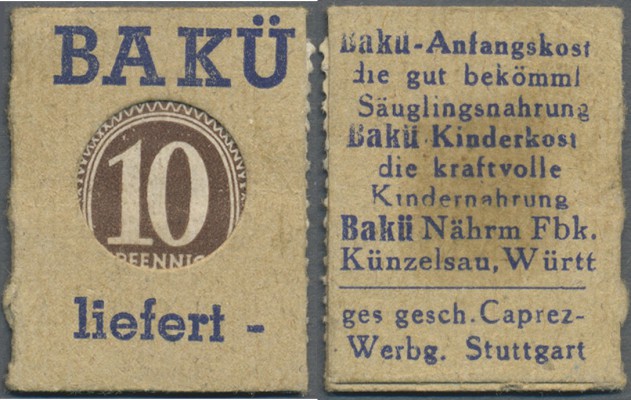 BAKÜ
10
PFENNIG
liefert -
Bakü-Anfangskost
die gut bekömml
Säuglingsnahrung
Bakü Kinderkost
die kraftvolle
Kindernahrung
Bakü Nährm Fbk.
Künzelsau, Württ
ges gesch. Caprez-
Werbg. Stuttgart